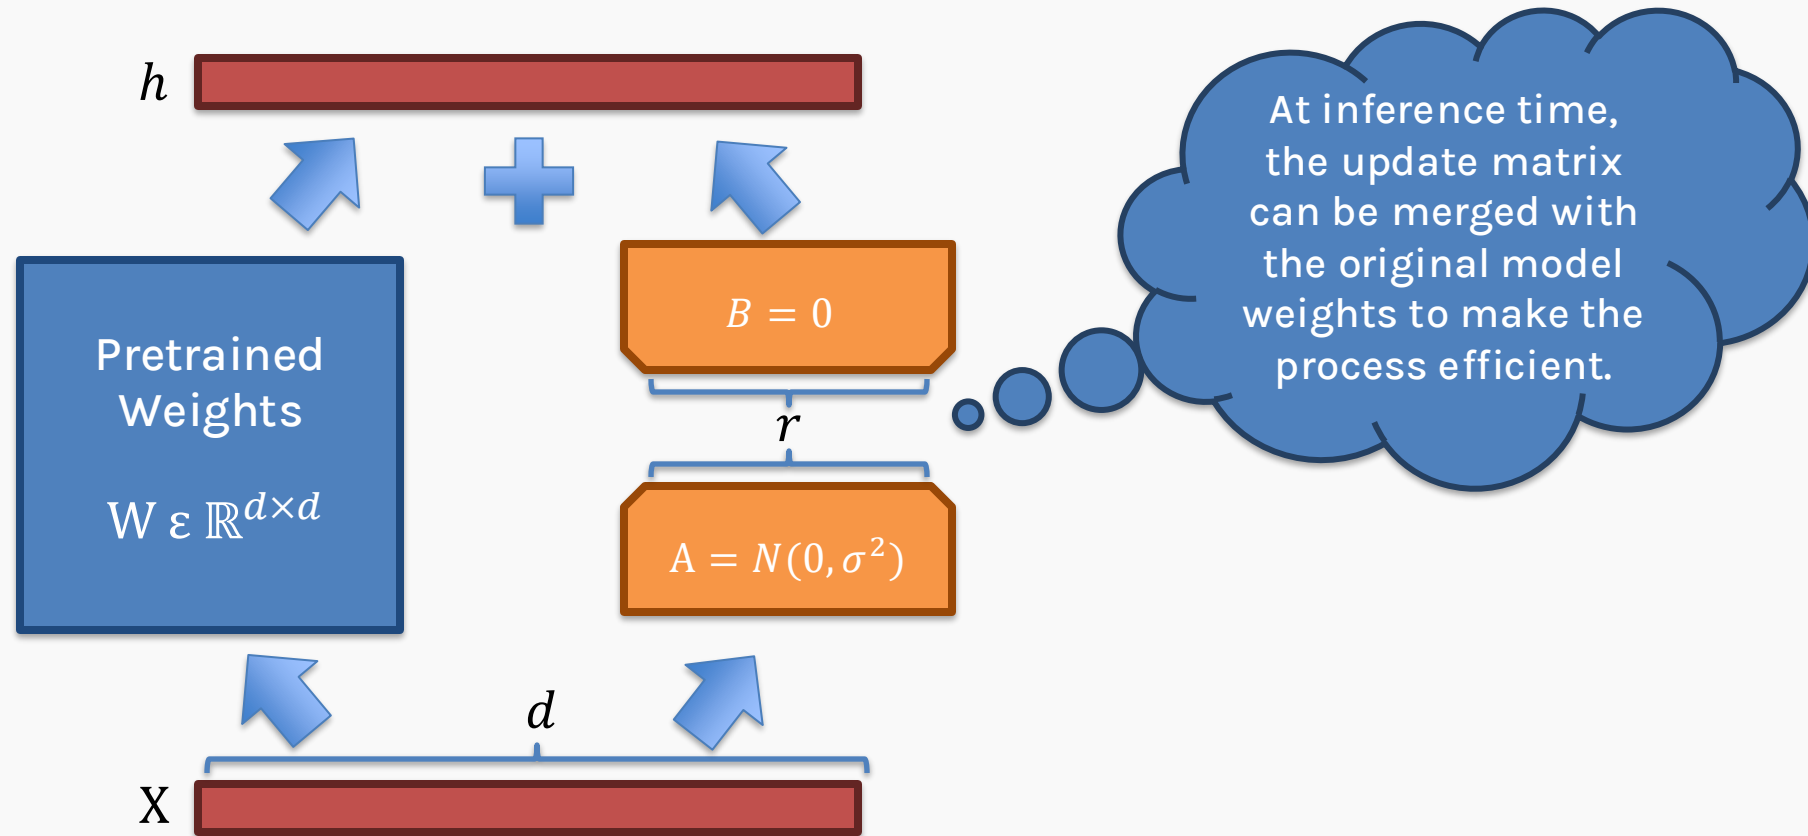 h
At inference time,
the update matrix
can be merged with
the original model
weights to make the
process efficient.
B = 0
Pretrained
Weights
W ε ℝ^{d×d}
r
A = N(0, σ²)
d
X